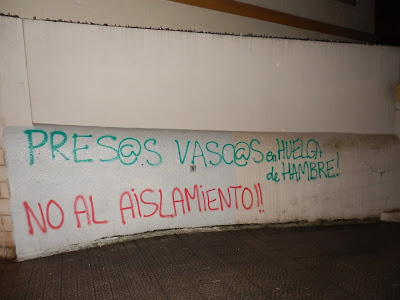 PRES@S VASC@S en HUELGA
de HAMBRE!
NO AL AiSLAMiENTO!!